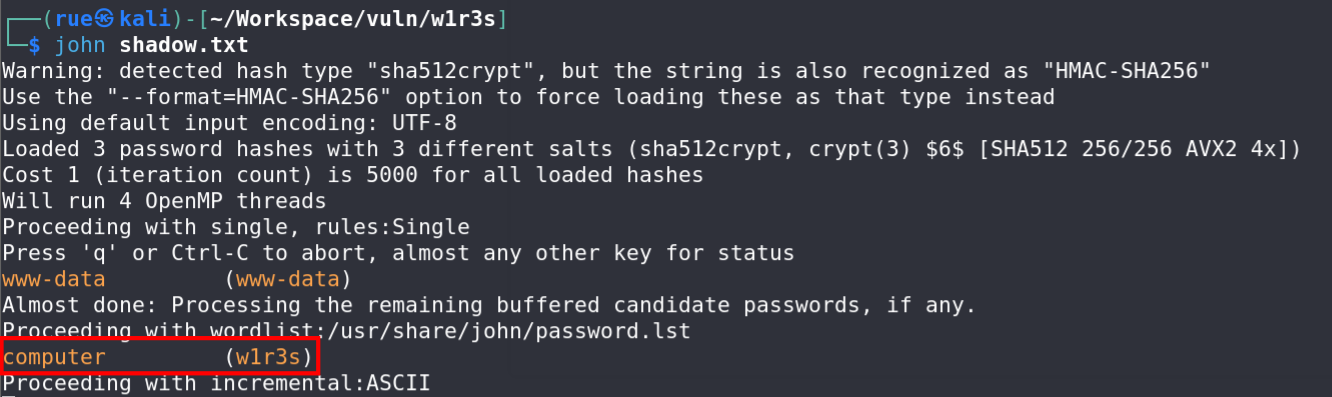 ┌──(rue㉿kali)-[~/Workspace/vuln/w1r3s]
└─$ john shadow.txt
Warning: detected hash type "sha512crypt", but the string is also recognized as "HMAC-SHA256"
Use the "--format=HMAC-SHA256" option to force loading these as that type instead
Using default input encoding: UTF-8
Loaded 3 password hashes with 3 different salts (sha512crypt, crypt(3) $6$ [SHA512 256/256 AVX2 4x])
Cost 1 (iteration count) is 5000 for all loaded hashes
Will run 4 OpenMP threads
Proceeding with single, rules:Single
Press 'q' or Ctrl-C to abort, almost any other key for status
www-data         (www-data)
Almost done: Processing the remaining buffered candidate passwords, if any.
Proceeding with wordlist:/usr/share/john/password.lst
computer         (w1r3s)
Proceeding with incremental:ASCII